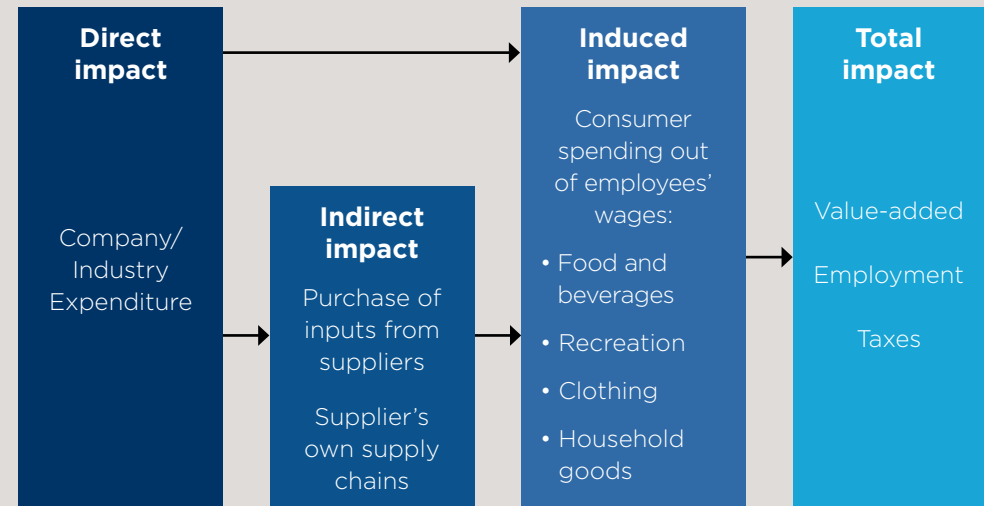 Direct
impact
Company/
Industry
Expenditure
Indirect
impact
Purchase of
inputs from
suppliers
Supplier’s
own supply
chains
Induced
impact
Consumer
spending out
of employees’
wages:
• Food and
beverages
• Recreation
• Clothing
• Household
goods
Total
impact
Value-added
Employment
Taxes